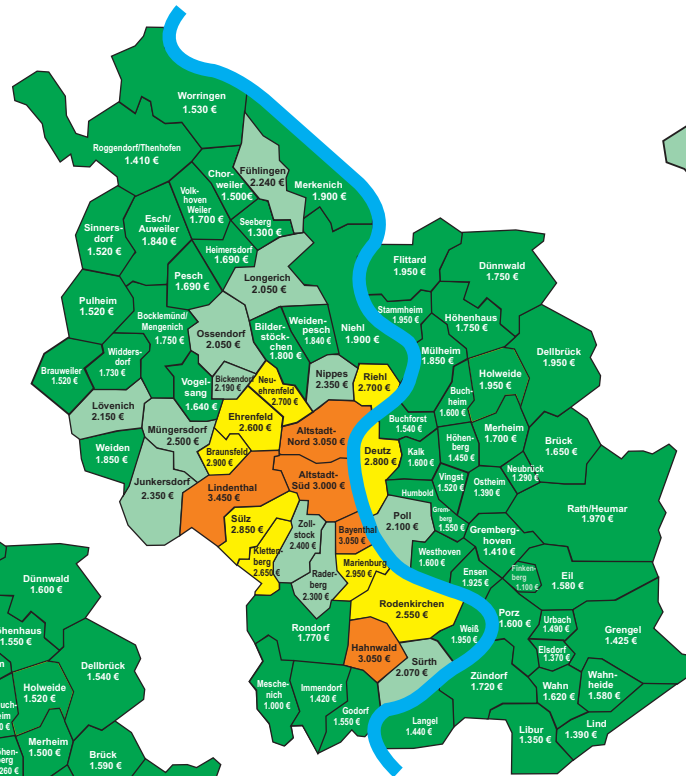 Worringen
1.530 €
Roggendorf/Thenhofen
1.410 €
Fühlingen
2.240 €
Chor-
weiler
1.500€
Merkenich
1.900 €
Volk-
hoven
Weiler
1.700 €
Seeberg
1.300 €
Sinners-
dorf
1.520 €
Esch/
Auweiler
1.840 €
Heimersdorf
1.690 €
Pesch
1.690 €
Longerich
2.050 €
Flittard
1.950 €
Dünnwald
1.750 €
Pulheim
1.520 €
Bocklemünd/
Mengenich
1.750 €
Ossendorf
2.050 €
Bilder-
stöck-
chen
1.800 €
Weiden-
pesch
1.840 €
Niehl
1.900 €
Stammheim
1.950 €
Höhenhaus
1.750 €
Mülheim
1.850 €
Dellbrück
1.950 €
Widders-
dorf
1.730 €
Brauweiler
1.520 €
Vogel-
sang
1.640 €
Bickendorf
2.190 €
Neu-
ehrenfeld
2.700 €
Nippes
2.350 €
Riehl
2.700 €
Holweide
1.950 €
Buch-
heim
1.600 €
Lövenich
2.150 €
Ehrenfeld
2.600 €
Müngersdorf
2.500 €
Altstadt-
Nord 3.050 €
Buchforst
1.540 €
Merheim
1.700 €
Brück
1.650 €
Weiden
1.850 €
Braunsfeld
2.900 €
Deutz
2.800 €
Kalk
1.600 €
Höhen-
berg
1.450 €
Neubrück
1.290 €
Junkersdorf
2.350 €
Lindenthal
3.450 €
Altstadt-
Süd 3.000 €
Vingst
1.520 €
Ostheim
1.390 €
Humbold
Rath/Heumar
1.970 €
Sülz
2.850 €
Zoll-
stock
2.400 €
Bayenthal
3.050 €
Poll
2.100 €
Grem-
berg
1.550 €
Gremberg-
hoven
1.410 €
Kletten-
berg
2.650 €
Marienburg
2.950 €
Westhoven
1.600 €
Rader-
berg
2.300 €
Ensen
1.925 €
Finken-
berg
1.100 €
Eil
1.580 €
Rodenkirchen
2.550 €
Porz
1.600 €
Urbach
1.490 €
Rondorf
1.770 €
Weiß
1.950 €
Grengel
1.425 €
Hahnwald
3.050 €
Elsdorf
1.370 €
Sürth
2.070 €
Zündorf
1.720 €
Wahn
1.620 €
Wahn-
heide
1.580 €
Mesche-
nich
1.000 €
Immendorf
1.420 €
Godorf
1.550 €
Langel
1.440 €
Libur
1.350 €
Lind
1.390 €
Dünnwald
1.600 €
1.550 €
Dellbrück
1.540 €
Holweide
1.520 €
Merheim
1.500 €
Brück
1.590 €